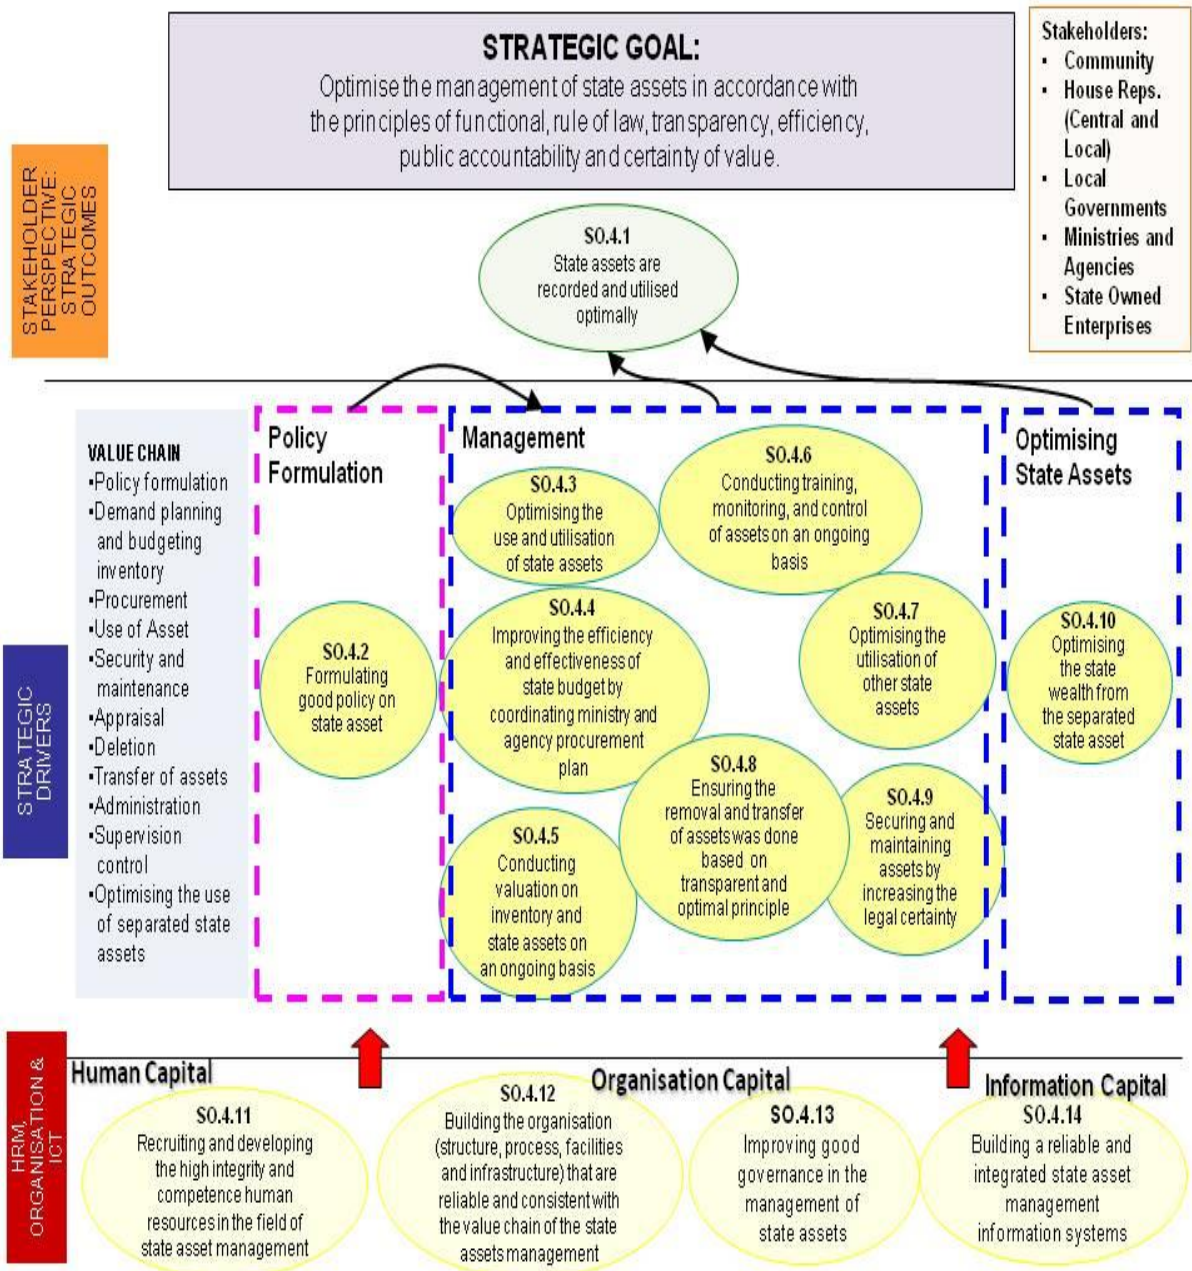 STRATEGIC GOAL:
Optimise the management of state assets in accordance with
the principles of functional, rule of law, transparency, efficiency,
public accountability and certainty of value.
Stakeholders:
▪ Community
▪ House Reps.
(Central and
Local)
▪ Local
Governments
▪ Ministries and
Agencies
▪ State Owned
Enterprises
STAKEHOLDER
PERSPECTIVE:
STRATEGIC
OUTCOMES
SO.4.1
State assets are
recorded and utilised
optimally
STRATEGIC
DRIVERS
VALUE CHAIN
▪Policy formulation
▪Demand planning
and budgeting
inventory
▪Procurement
▪Use of Asset
▪Security and
maintenance
▪Appraisal
▪Deletion
▪Transfer of assets
▪Administration
▪Supervision
control
▪Optimising the use
of separated state
assets
Policy
Formulation
SO.4.2
Formulating
good policy on
state asset
Management
SO.4.3
Optimising the
use and utilisation
of state assets
SO.4.4
Improving the efficiency
and effectiveness of
state budget by
coordinating ministry and
agency procurement
plan
SO.4.5
Conducting
valuation on
inventory and
state assets on
an ongoing basis
SO.4.6
Conducting training,
monitoring, and control
of assets on an ongoing
basis
SO.4.7
Optimising the
utilisation of
other state
assets
SO.4.8
Ensuring the
removal and transfer
of assets was done
based on
transparent and
optimal principle
SO.4.9
Securing and
maintaining
assets by
increasing the
legal certainty
Optimising
State Assets
SO.4.10
Optimising
the state
wealth from
the separated
state asset
HRM,
ORGANISATION &
ICT
Human Capital
SO.4.11
Recruiting and developing
the high integrity and
competence human
resources in the field of
state asset management
Organisation Capital
SO.4.12
Building the organisation
(structure, process, facilities
and infrastructure) that are
reliable and consistent with
the value chain of the state
assets management
SO.4.13
Improving good
governance in the
management of
state assets
Information Capital
SO.4.14
Building a reliable and
integrated state asset
management
information systems